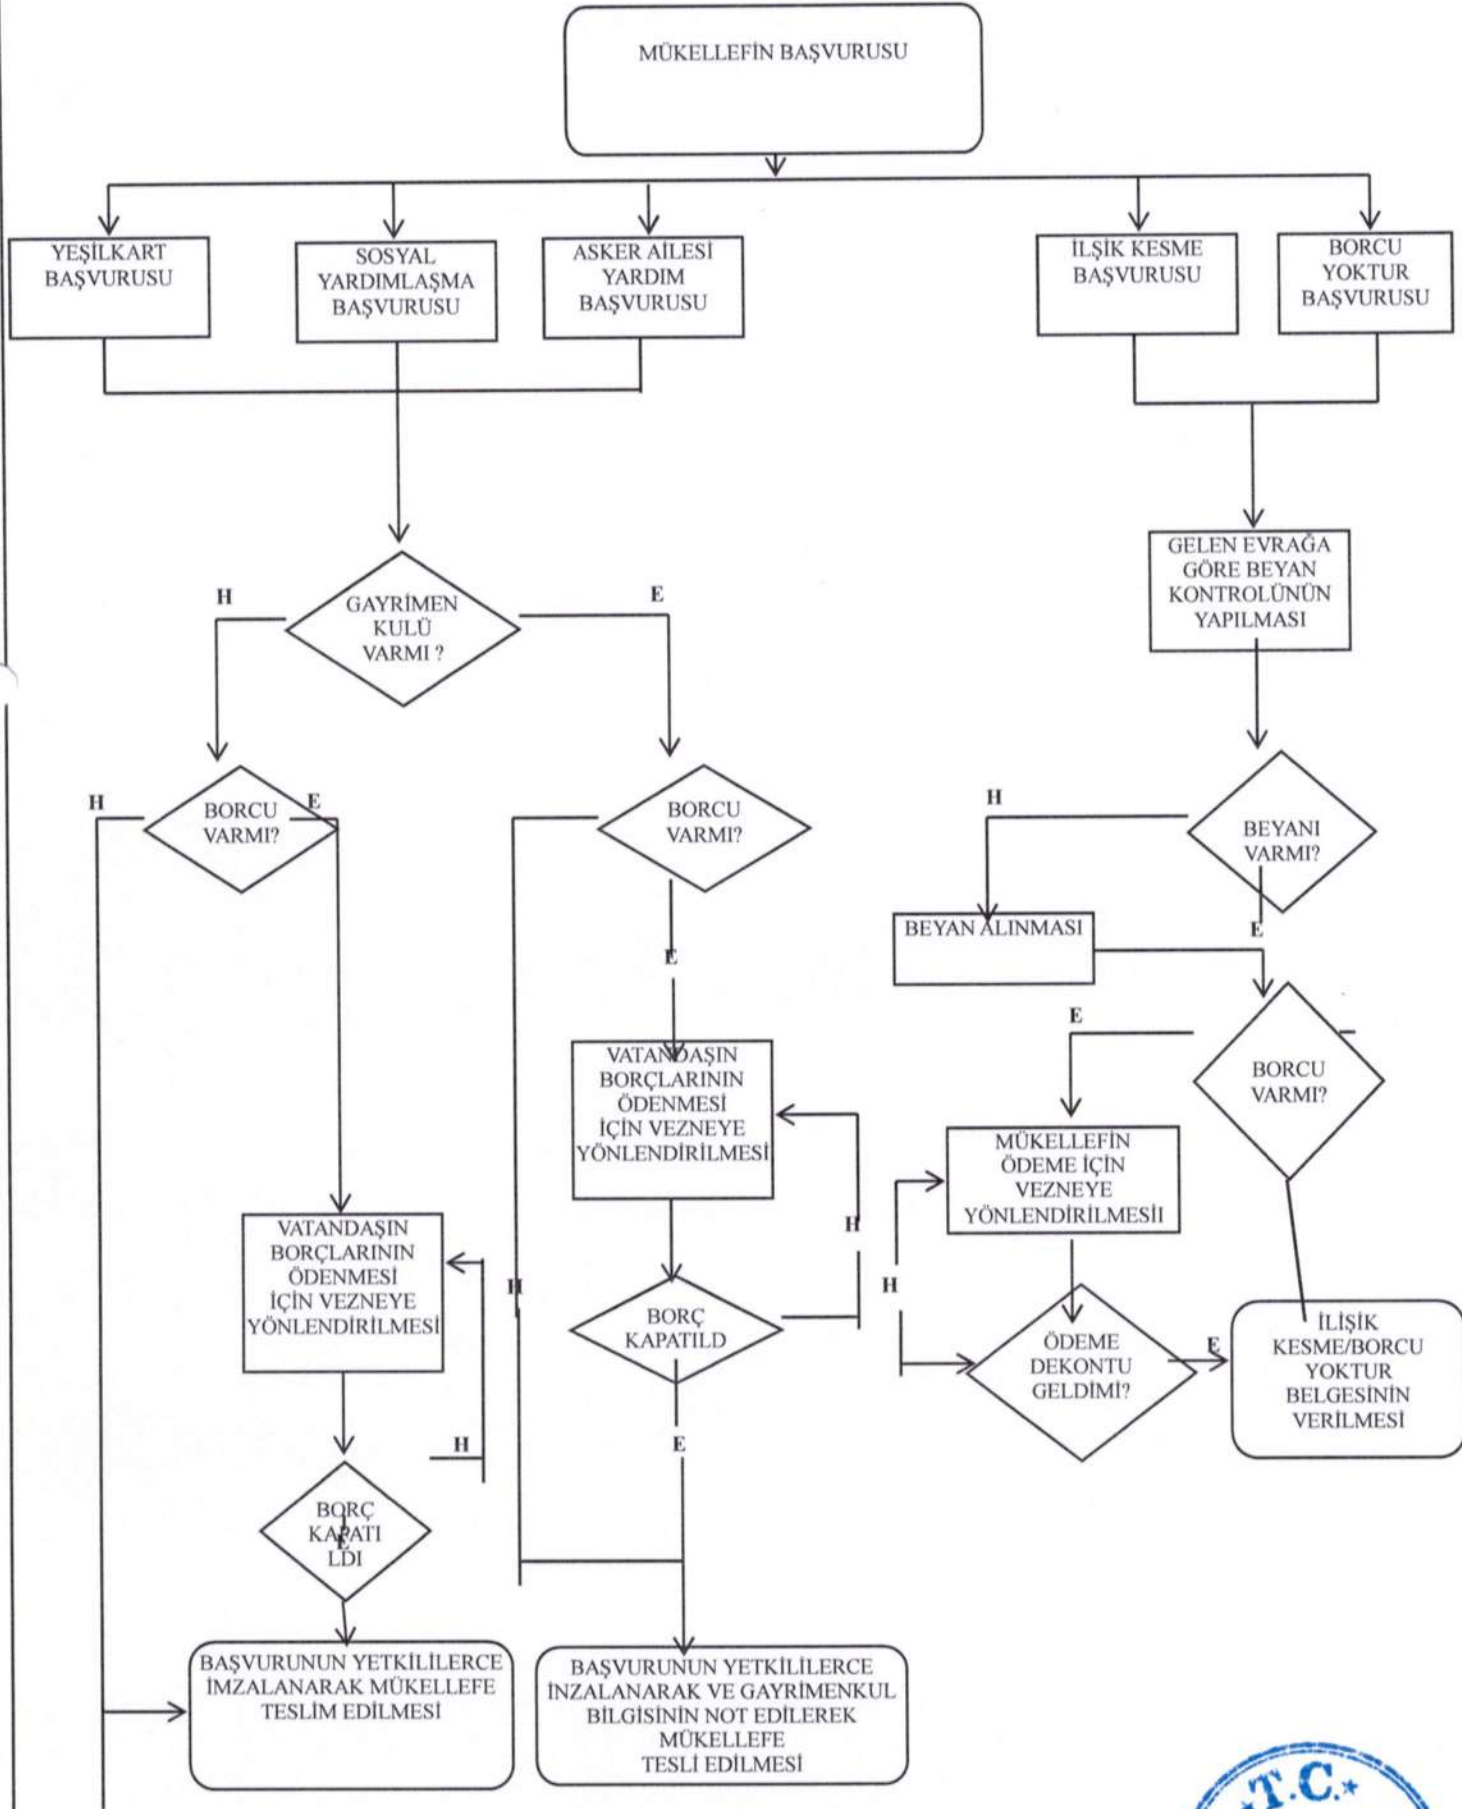 MÜKELLEFİN BAŞVURUSU
YEŞİLKART
BAŞVURUSU
SOSYAL
YARDIMLAŞMA
BAŞVURUSU
ASKER AİLESİ
YARDIM
BAŞVURUSU
İLŞİK KESME
BAŞVURUSU
BORCU
YOKTUR
BAŞVURUSU
GELEN EVRAĞA
GÖRE BEYAN
KONTROLÜNÜN
YAPILMASI
H
GAYRİMEN
KULÜ
VARMI ?
E
H
BORCU
VARMI?
E
BORCU
VARMI?
H
BEYANI
VARMI?
BEYAN ALINMASI
E
E
E
BORCU
VARMI?
VATANDAŞIN
BORÇLARININ
ÖDENMESİ
İÇİN VEZNEYE
YÖNLENDİRİLMESİ
MÜKELLEFİN
ÖDEME İÇİN
VEZNEYE
YÖNLENDİRİLMESİI
H
VATANDAŞIN
BORÇLARININ
ÖDENMESİ
İÇİN VEZNEYE
YÖNLENDİRİLMESİ
H
H
BORÇ
KAPATILD
ÖDEME
DEKONTU
GELDİMİ?
E
İLİŞİK
KESME/BORCU
YOKTUR
BELGESİNİN
VERİLMESİ
H
E
BORÇ
KAPATI
LDI
E
BAŞVURUNUN YETKİLİLERCE
İMZALANARAK MÜKELLEFE
TESLİM EDİLMESİ
BAŞVURUNUN YETKİLİLERCE
İNZALANARAK VE GAYRİMENKUL
BİLGİSİNİN NOT EDİLEREK
MÜKELLEFE
TESLİ EDİLMESİ
T.C.